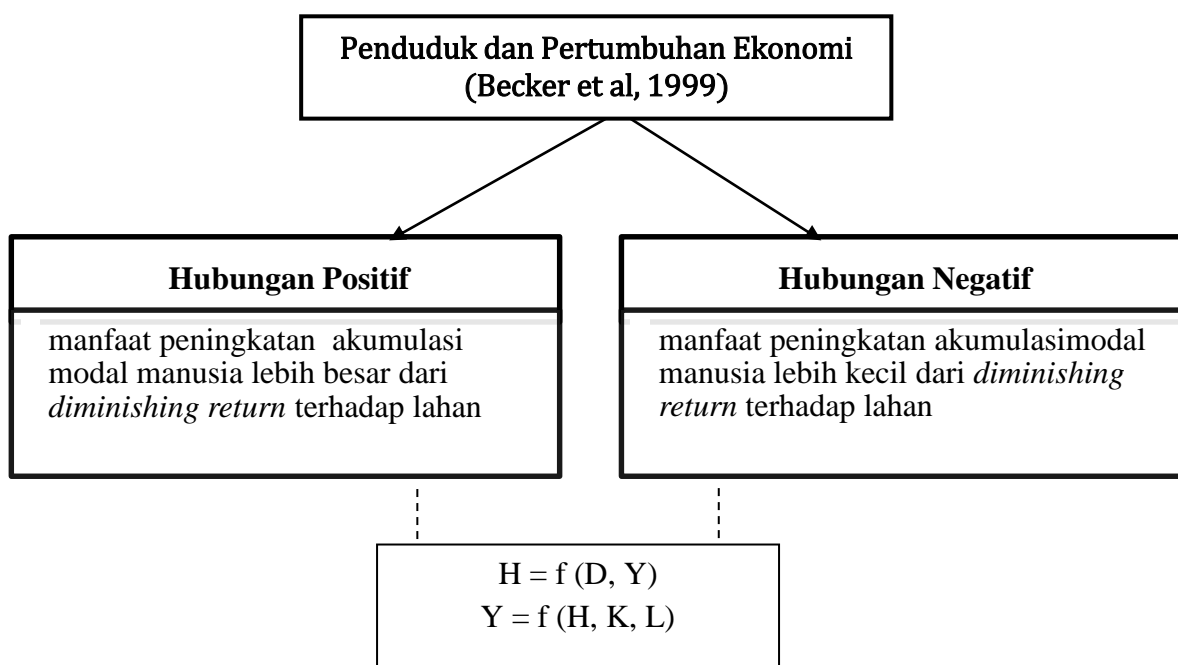 Penduduk dan Pertumbuhan Ekonomi
(Becker et al, 1999)
Hubungan Positif
manfaat peningkatan akumulasi
modal manusia lebih besar dari
diminishing return terhadap lahan
Hubungan Negatif
manfaat peningkatan akumulasimodal
manusia lebih kecil dari diminishing
return terhadap lahan
H = f (D, Y)
Y = f (H, K, L)